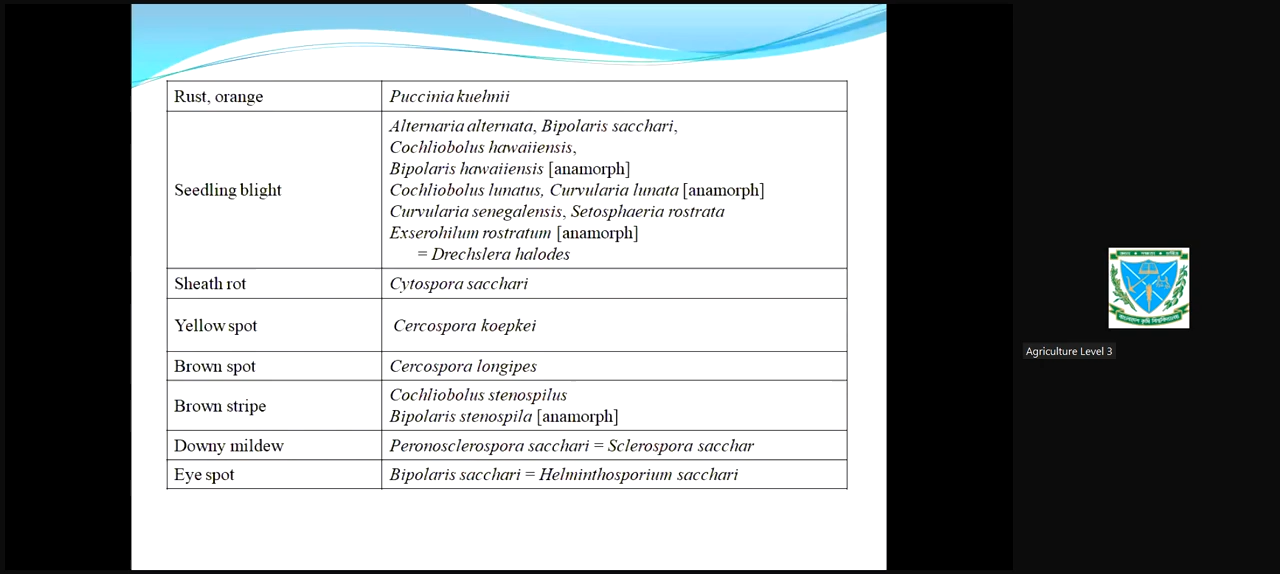 Rust, orange
Puccinia kuehnii
Seedling blight
Alternaria alternata, Bipolaris sacchari,
Cochliobolus hawaiiensis,
Bipolaris hawaiiensis [anamorph]
Cochliobolus lunatus, Curvularia lunata [anamorph]
Curvularia senegalensis, Setosphaeria rostrata
Exserohilum rostratum [anamorph]
= Drechslera halodes
Sheath rot
Cytospora sacchari
Yellow spot
Cercospora koepkei
Brown spot
Cercospora longipes
Brown stripe
Cochliobolus stenospilus
Bipolaris stenospila [anamorph]
Downy mildew
Peronosclerospora sacchari = Sclerospora sacchar
Eye spot
Bipolaris sacchari = Helminthosporium sacchari
Agriculture Level 3